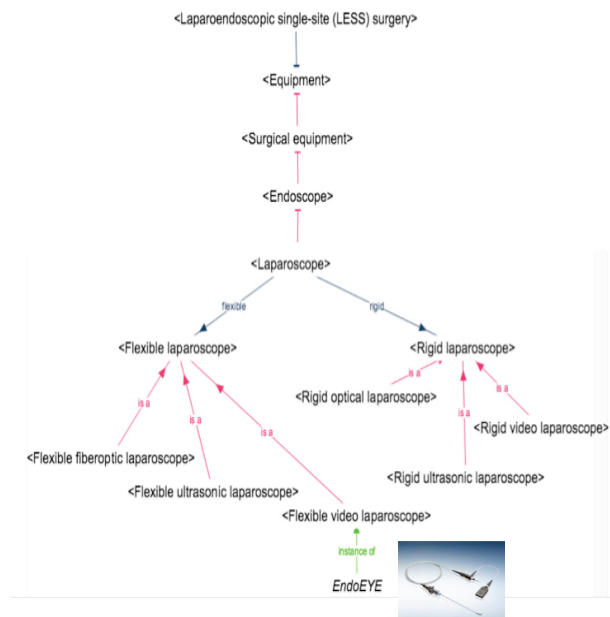 <Laparoendoscopic single-site (LESS) surgery>
<Equipment>
<Surgical equipment>
<Endoscope>
<Laparoscope>
flexible
rigid
<Flexible laparoscope>
<Rigid laparoscope>
is a
<Rigid optical laparoscope>
is a
is a
is a
is a
<Rigid video laparoscope>
<Flexible fiberoptic laparoscope>
<Rigid ultrasonic laparoscope>
<Flexible ultrasonic laparoscope>
<Flexible video laparoscope>
instance of
EndoEYE